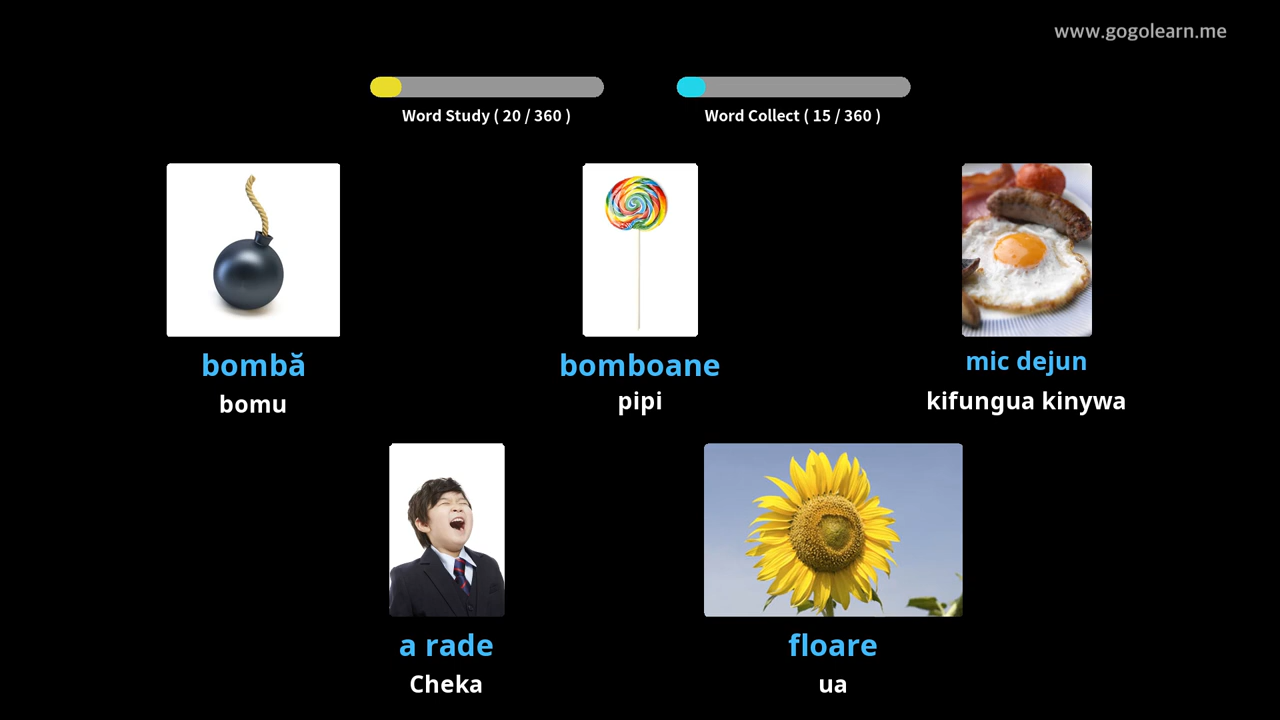 www.gogolearn.me
Word Study ( 20 / 360 )
Word Collect ( 15 / 360 )
bombă
bomu
bomboane
pipi
mic dejun
kifungua kinywa
a rade
Cheka
floare
ua